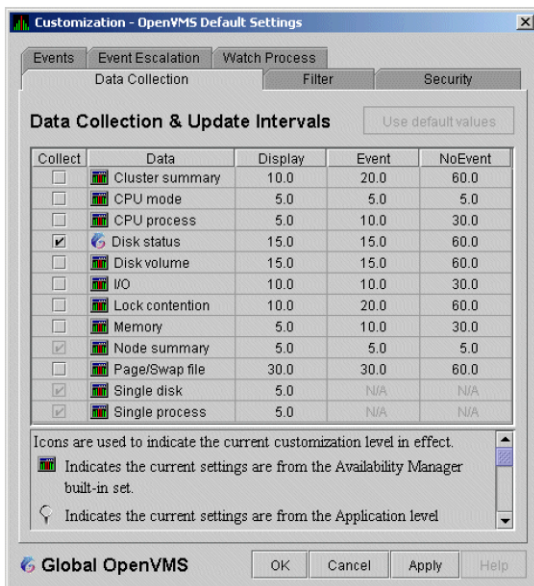 Customization - OpenVMS Default Settings
Events Event Escalation Watch Process
Data Collection Filter Security
Data Collection & Update Intervals Use default values
Collect Data Display Event NoEvent
Cluster summary 10.0 20.0 60.0
CPU mode 5.0 5.0 5.0
CPU process 5.0 10.0 30.0
Disk status 15.0 15.0 60.0
Disk volume 15.0 15.0 60.0
I/O 10.0 10.0 30.0
Lock contention 10.0 20.0 60.0
Memory 5.0 10.0 30.0
Node summary 5.0 5.0 5.0
Page/Swap file 30.0 30.0 60.0
Single disk 5.0 N/A N/A
Single process 5.0 N/A N/A
Icons are used to indicate the current customization level in effect.
Indicates the current settings are from the Availability Manager
built-in set.
Indicates the current settings are from the Application level
Global OpenVMS OK Cancel Apply Help